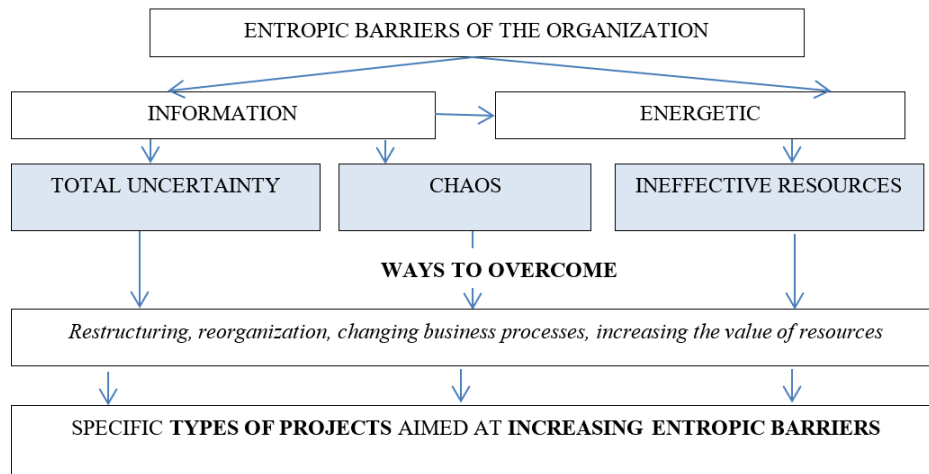 ENTROPIC BARRIERS OF THE ORGANIZATION
INFORMATION
ENERGETIC
TOTAL UNCERTAINTY
CHAOS
INEFFECTIVE RESOURCES
WAYS TO OVERCOME
Restructuring, reorganization, changing business processes, increasing the value of resources
SPECIFIC TYPES OF PROJECTS AIMED AT INCREASING ENTROPIC BARRIERS